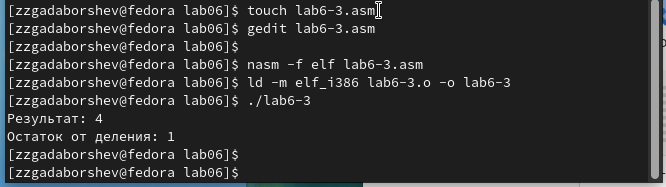 [zzgadaborshev@fedora lab06]$ touch lab6-3.asm
[zzgadaborshev@fedora lab06]$ gedit lab6-3.asm
[zzgadaborshev@fedora lab06]$
[zzgadaborshev@fedora lab06]$ nasm -f elf lab6-3.asm
[zzgadaborshev@fedora lab06]$ ld -m elf_i386 lab6-3.o -o lab6-3
[zzgadaborshev@fedora lab06]$ ./lab6-3
Результат: 4
Остаток от деления: 1
[zzgadaborshev@fedora lab06]$
[zzgadaborshev@fedora lab06]$